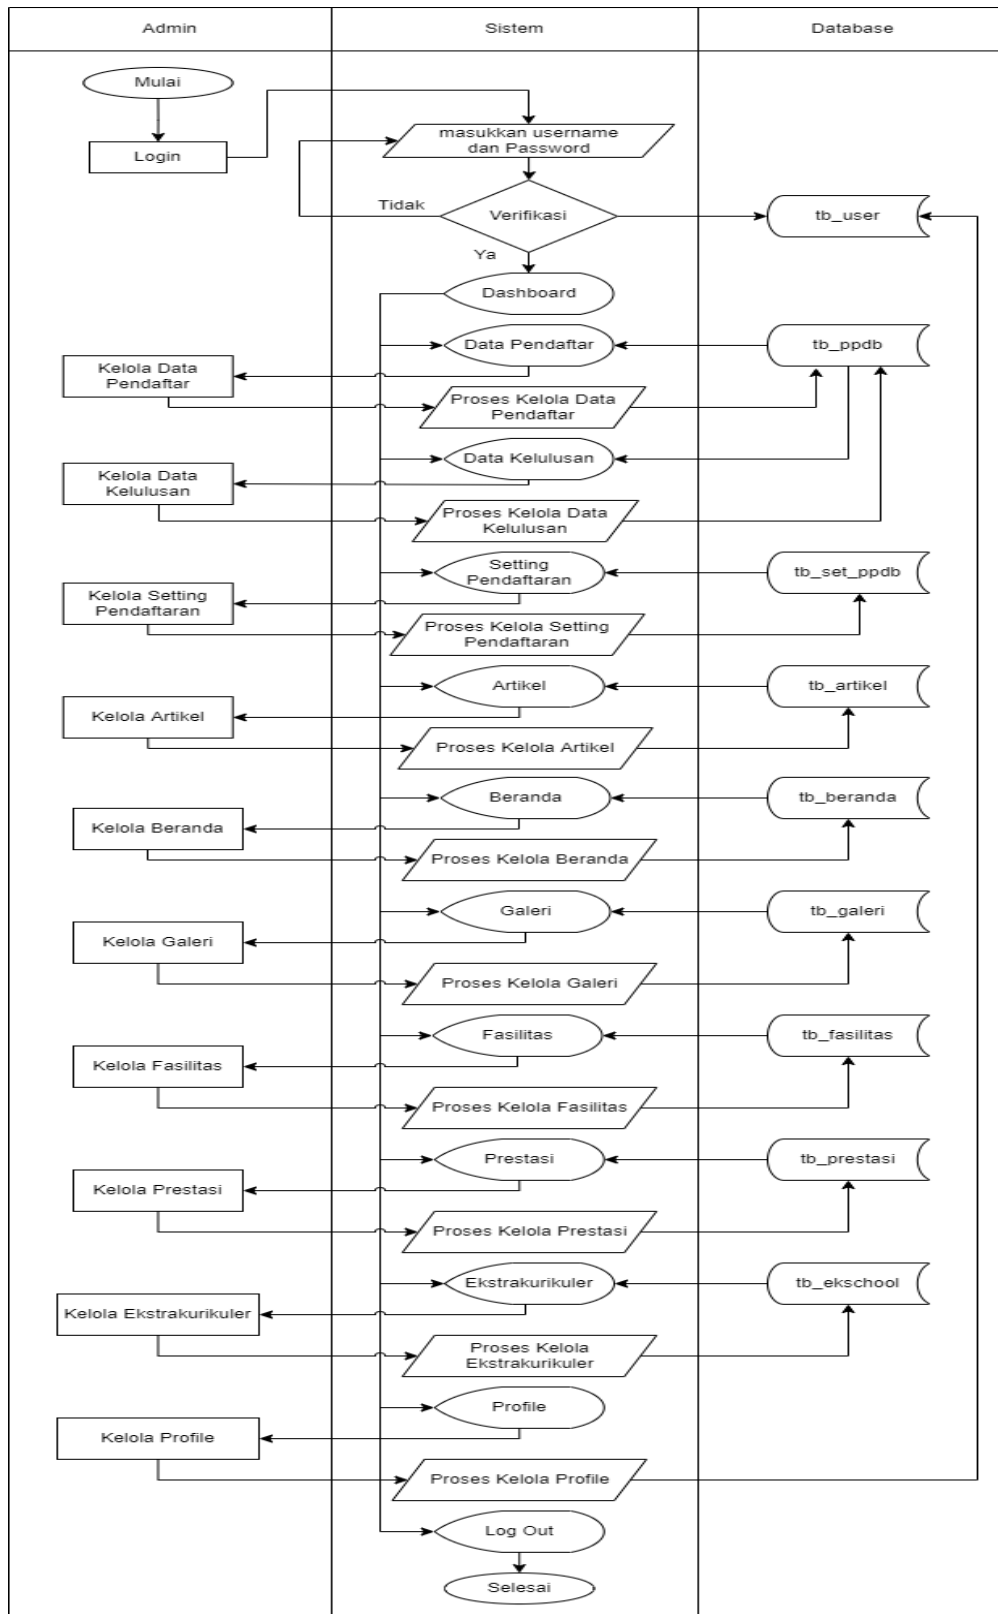 Admin
Sistem
Database
Mulai
Login
masukkan username
dan Password
Tidak
Verifikasi
tb_user
Ya
Dashboard
Data Pendaftar
tb_ppdb
Kelola Data
Pendaftar
Proses Kelola Data
Pendaftar
Data Kelulusan
Kelola Data
Kelulusan
Proses Kelola Data
Kelulusan
Setting
Pendaftaran
tb_set_ppdb
Kelola Setting
Pendaftaran
Proses Kelola Setting
Pendaftaran
Artikel
tb_artikel
Kelola Artikel
Proses Kelola Artikel
Beranda
tb_beranda
Kelola Beranda
Proses Kelola Beranda
Galeri
tb_galeri
Kelola Galeri
Proses Kelola Galeri
Fasilitas
tb_fasilitas
Kelola Fasilitas
Proses Kelola Fasilitas
Prestasi
tb_prestasi
Kelola Prestasi
Proses Kelola Prestasi
Ekstrakurikuler
tb_ekschool
Kelola Ekstrakurikuler
Proses Kelola
Ekstrakurikuler
Profile
Kelola Profile
Proses Kelola Profile
Log Out
Selesai